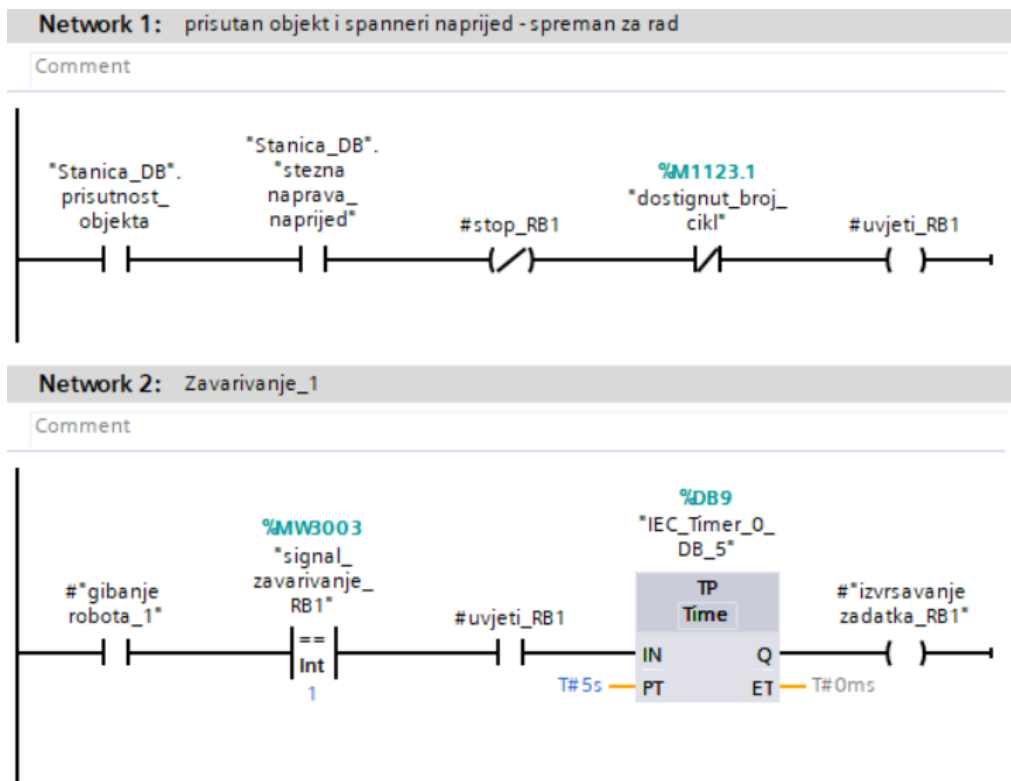 Network 1: prisutan objekt i spanneri naprijed - spreman za rad
Comment
"Stanica_DB".
prisutnost_
objekta
"Stanica_DB".
"stezna
naprava_
naprijed"
#stop_RB1
%M1123.1
"dostignut_broj_
cikl"
#uvjeti_RB1
Network 2: Zavarivanje_1
Comment
#"gibanje
robota_1"
%MW3003
"signal_
zavarivanje_
RB1"
==
Int
1
#uvjeti_RB1
%DB9
"IEC_Timer_0_
DB_5"
TP
Time
IN
Q
T#5s
PT
ET
T#0ms
#"izvrsavanje
zadatka_RB1"